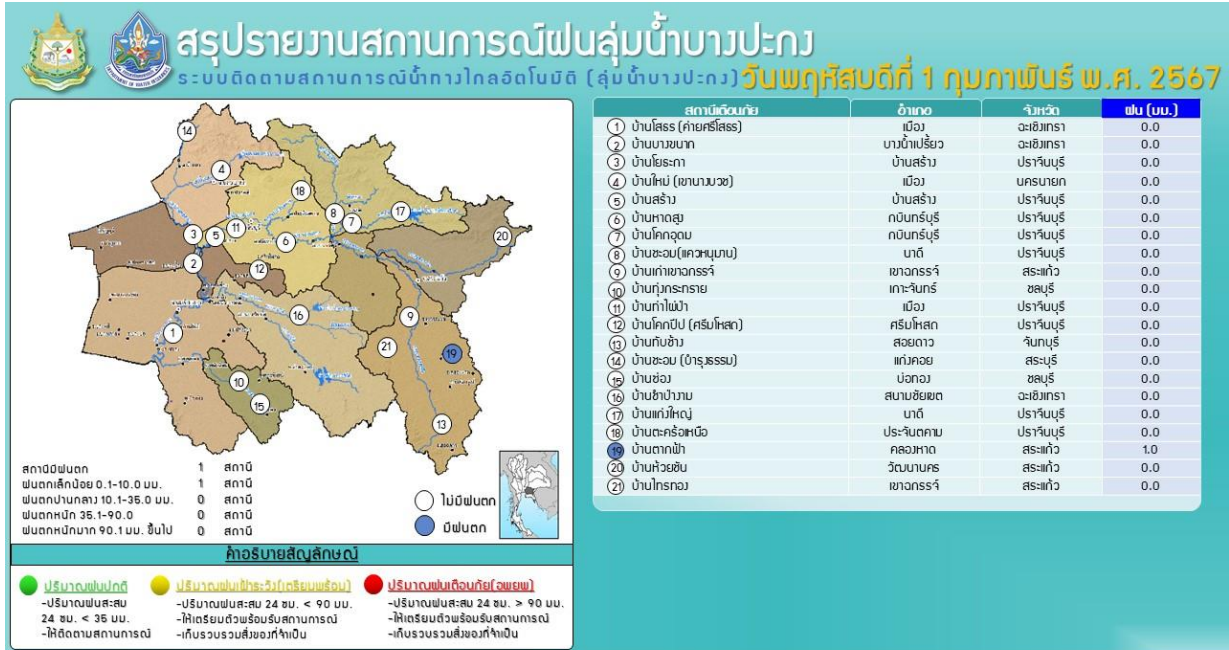 สรุปรายงานสถานการณ์ฝนลุ่มน้ำบางปะกง
ระบบติดตามสถานการณ์น้ำทางไกลอัตโนมัติ (ลุ่มน้ำบางปะกง) วันพฤหัสบดีที่ 1 กุมภาพันธ์ พ.ศ. 2567
สถานีเตือนภัย อำเภอ จังหวัด ฝน (มม.)
1 บ้านโสธร (ค่ายศรีโสธร) เมือง ฉะเชิงเทรา 0.0
2 บ้านบางขนาก บางน้ำเปรี้ยว ฉะเชิงเทรา 0.0
3 บ้านโยธะกา บ้านสร้าง ปราจีนบุรี 0.0
4 บ้านใหม่ (เขานางบวช) เมือง นครนายก 0.0
5 บ้านสร้าง บ้านสร้าง ปราจีนบุรี 0.0
6 บ้านหาดสูง กบินทร์บุรี ปราจีนบุรี 0.0
7 บ้านโคกอุดม กบินทร์บุรี ปราจีนบุรี 0.0
8 บ้านชะอม(แควหนุมาน) นาดี ปราจีนบุรี 0.0
9 บ้านเก่าเขาฉกรรจ์ เขาฉกรรจ์ สระแก้ว 0.0
10 บ้านทุ่งกระทราย เกาะจันทร์ ชลบุรี 0.0
11 บ้านท่าไผ่ป่า เมือง ปราจีนบุรี 0.0
12 บ้านโคกปีป (ศรีมโหสถ) ศรีมโหสถ ปราจีนบุรี 0.0
13 บ้านทับช้าง สอยดาว จันทบุรี 0.0
14 บ้านชะอม (บำรุงธรรม) แก่งคอย สระบุรี 0.0
15 บ้านช่อง บ่อทอง ชลบุรี 0.0
16 บ้านชำป่างาม สนามชัยเขต ฉะเชิงเทรา 0.0
17 บ้านแก่งใหญ่ นาดี ปราจีนบุรี 0.0
18 บ้านตะคร้อเหนือ ประจันตคาม ปราจีนบุรี 0.0
19 บ้านตากฟ้า คลองหาด สระแก้ว 1.0
20 บ้านห้วยชัน วัฒนานคร สระแก้ว 0.0
21 บ้านไทรทอง เขาฉกรรจ์ สระแก้ว 0.0
14
4
18
8
7
17
20
3
5
11
6
2
12
16
9
1
21
19
10
15
13
สถานีมีฝนตก 1 สถานี
ฝนตกเล็กน้อย 0.1-10.0 มม. 1 สถานี
ฝนตกปานกลาง 10.1-35.0 มม. 0 สถานี
ฝนตกหนัก 35.1-90.0 0 สถานี
ฝนตกหนักมาก 90.1 มม. ขึ้นไป 0 สถานี
ไม่มีฝนตก
มีฝนตก
คำอธิบายสัญลักษณ์
ปริมาณฝนปกติ
-ปริมาณฝนสะสม
24 ชม. < 35 มม.
-ให้ติดตามสถานการณ์
ปริมาณฝนเฝ้าระวัง(เตรียมพร้อม)
-ปริมาณฝนสะสม 24 ชม. < 90 มม.
-ให้เตรียมตัวพร้อมรับสถานการณ์
-เก็บรวบรวมสิ่งของที่จำเป็น
ปริมาณฝนเตือนภัย(อพยพ)
-ปริมาณฝนสะสม 24 ชม. > 90 มม.
-ให้เตรียมตัวพร้อมรับสถานการณ์
-เก็บรวบรวมสิ่งของที่จำเป็น